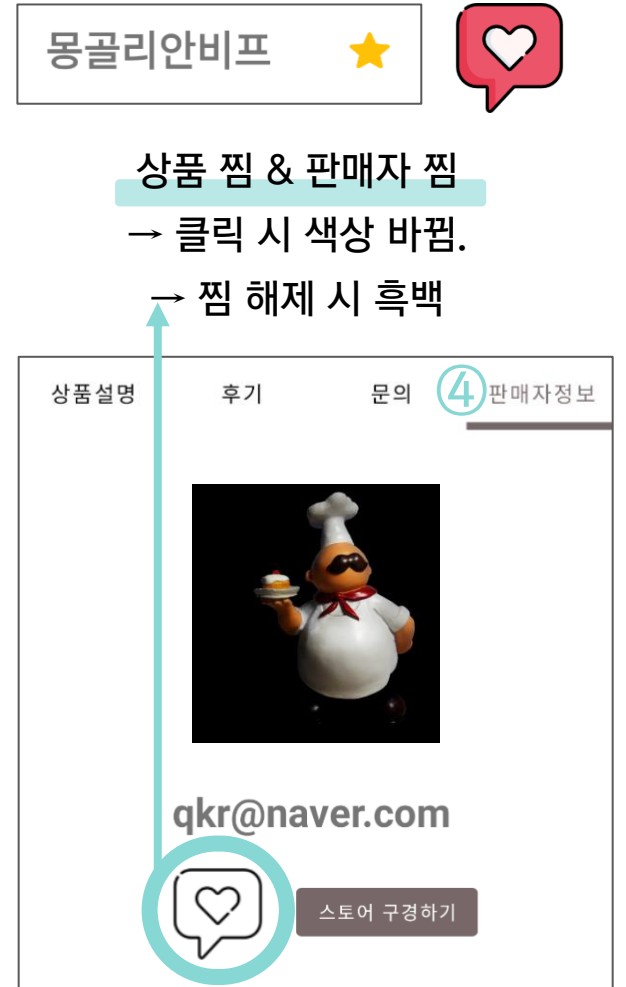 몽골리안비프
상품 찜 & 판매자 찜
→ 클릭 시 색상 바뀜.
→ 찜 해제 시 흑백
상품설명 후기 문의 ④ 판매자정보
qkr@naver.com
스토어 구경하기